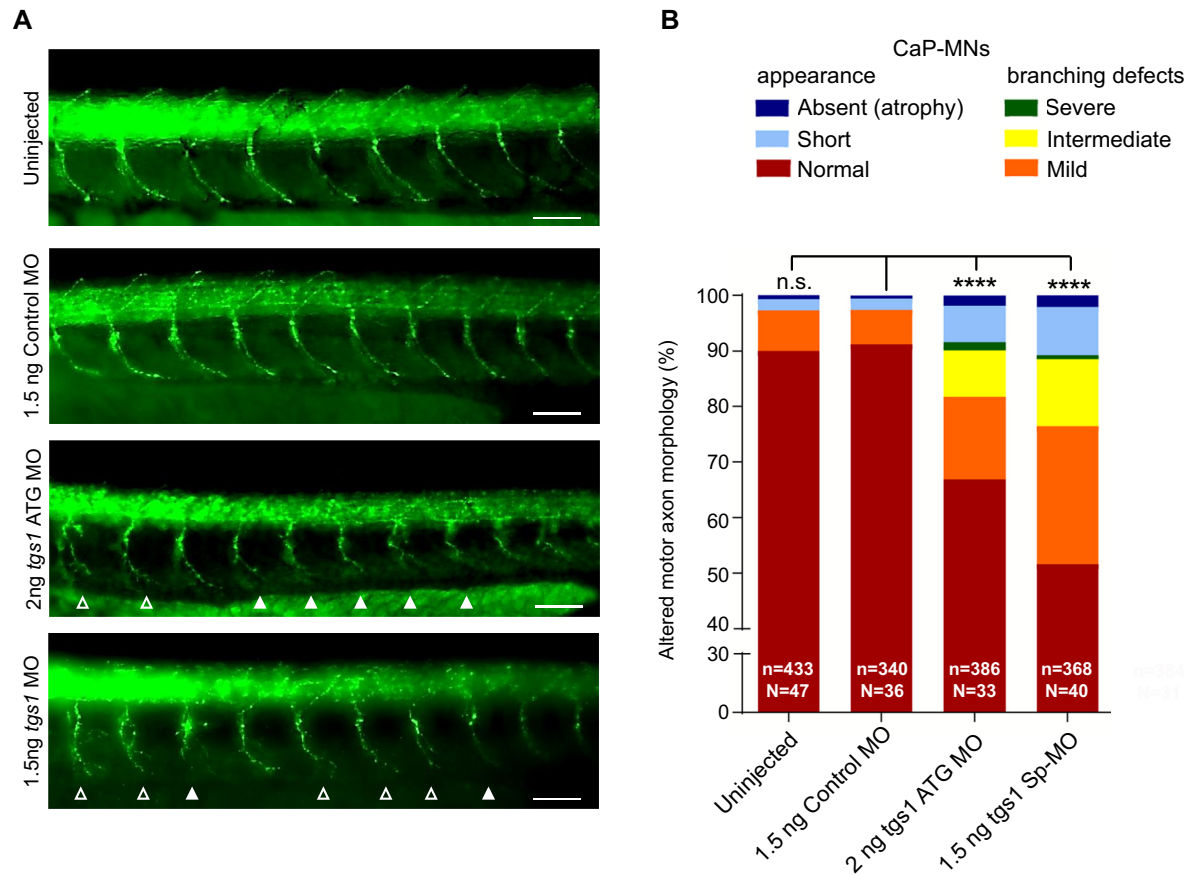 A
Uninjected
1.5 ng Control MO
2ng tgs1 ATG MO
1.5ng tgs1 MO
B
CaP-MNs
appearance
branching defects
Absent (atrophy)
Severe
Short
Intermediate
Normal
Mild
Altered motor axon morphology (%)
n.s.
****
****
100
90
80
70
60
50
40
30
0
n=433
N=47
n=340
N=36
n=386
N=33
n=368
N=40
n=384
N=31
Uninjected
1.5 ng Control MO
2 ng tgs1 ATG MO
1.5 ng tgs1 Sp-MO